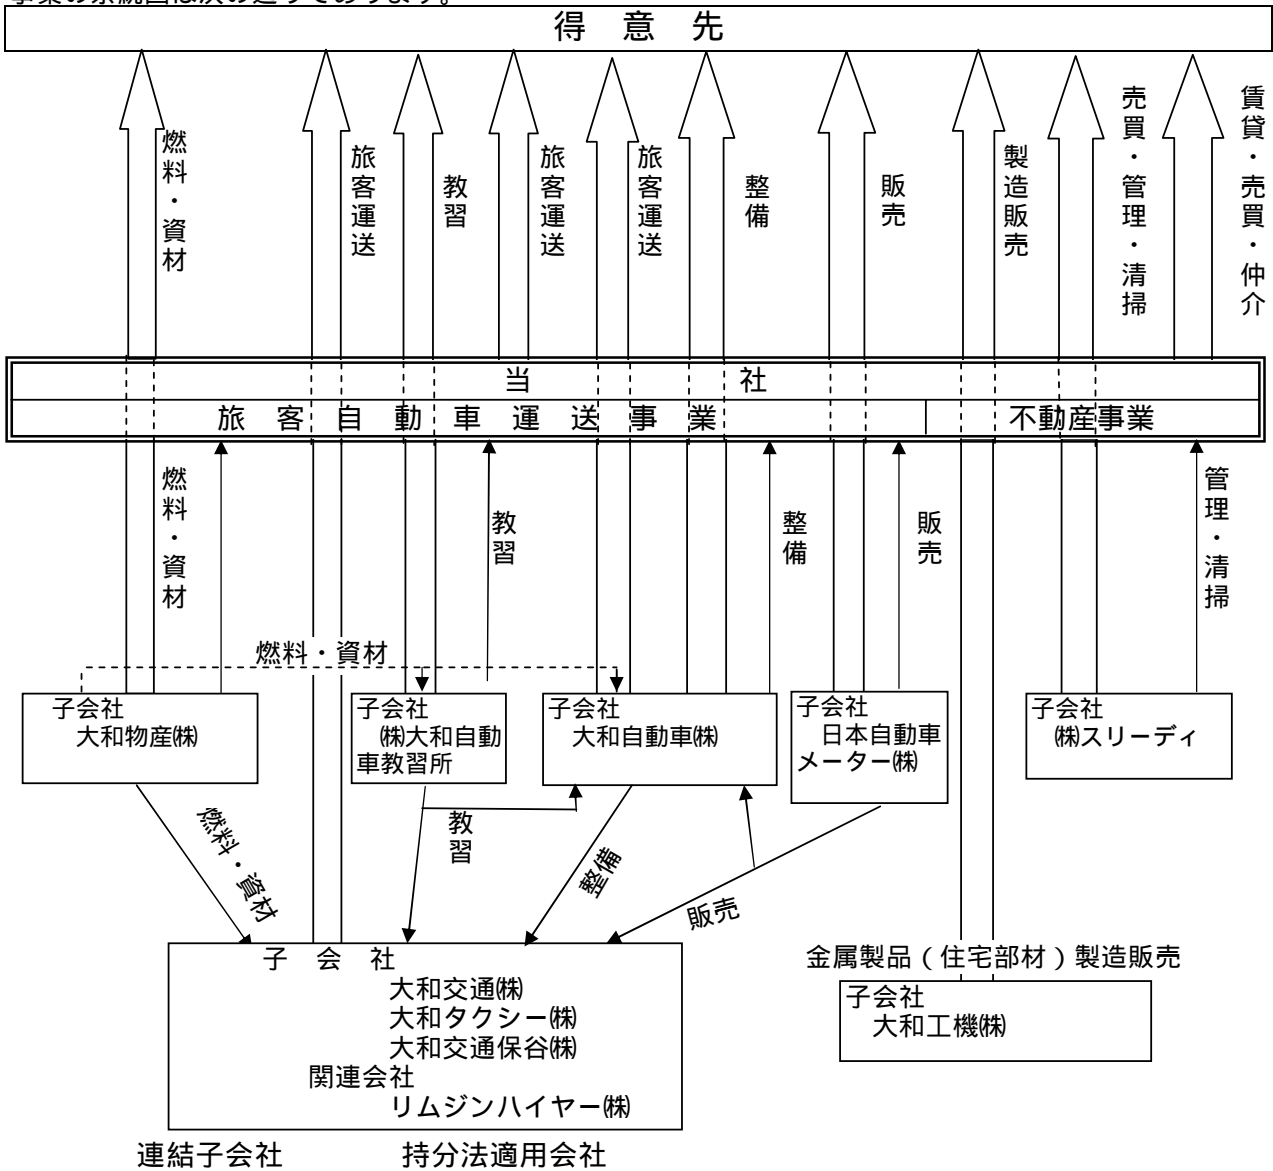 事業の系統図は次の通りであります。
得意先
燃料・資材
旅客運送
教習
旅客運送
旅客運送
整備
販売
製造販売
売買・管理・清掃
賃貸・売買・仲介
当社
旅客自動車運送事業
不動産事業
燃料・資材
教習
整備
販売
管理・清掃
燃料・資材
子会社
大和物産㈱
子会社
㈱大和自動
車教習所
子会社
大和自動車㈱
子会社
日本自動車
メーター㈱
子会社
㈱スリーディ
燃料・資材
教習
整備
販売
子会社
大和交通㈱
大和タクシー㈱
大和交通保谷㈱
関連会社
リムジンハイヤー㈱
金属製品（住宅部材）製造販売
子会社
大和工機㈱
連結子会社
持分法適用会社